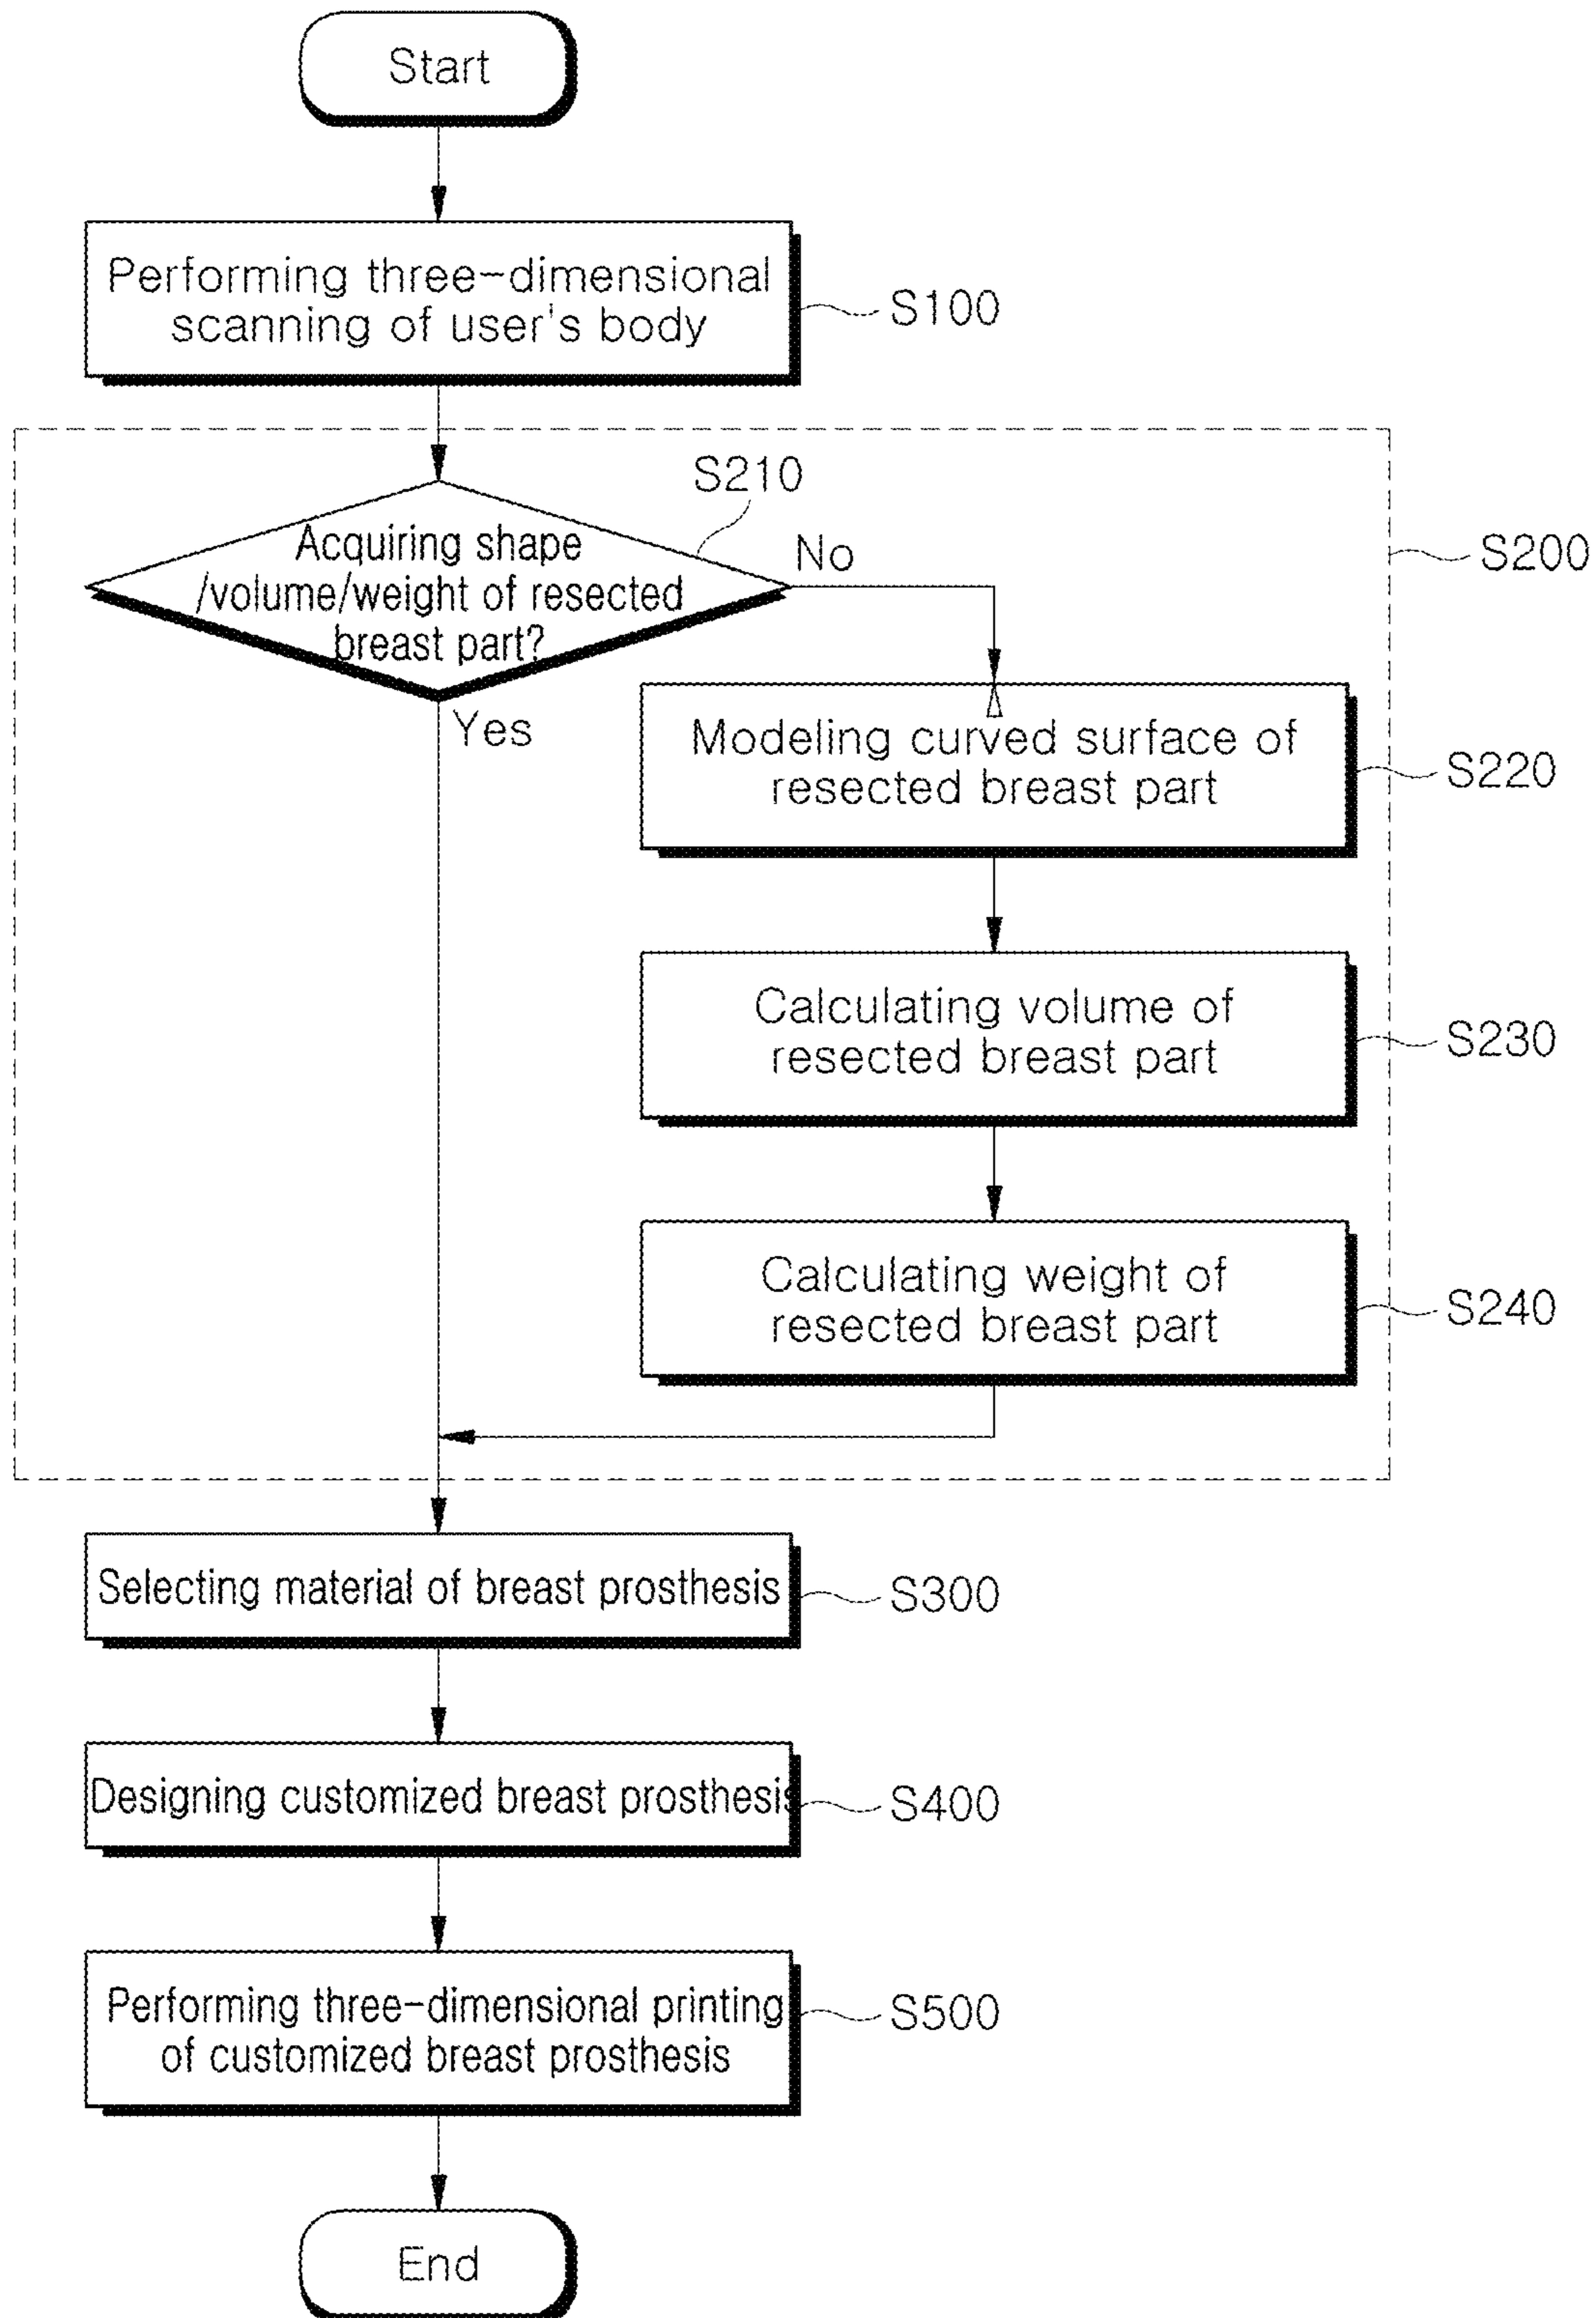 Start
Performing three-dimensional
scanning of user's body
S100
S210
Acquiring shape
/volume/weight of resected
breast part?
No
S200
Yes
Modeling curved surface of
resected breast part
S220
Calculating volume of
resected breast part
S230
Calculating weight of
resected breast part
S240
Selecting material of breast prosthesis
S300
Designing customized breast prosthesis
S400
Performing three-dimensional printing
of customized breast prosthesis
S500
End